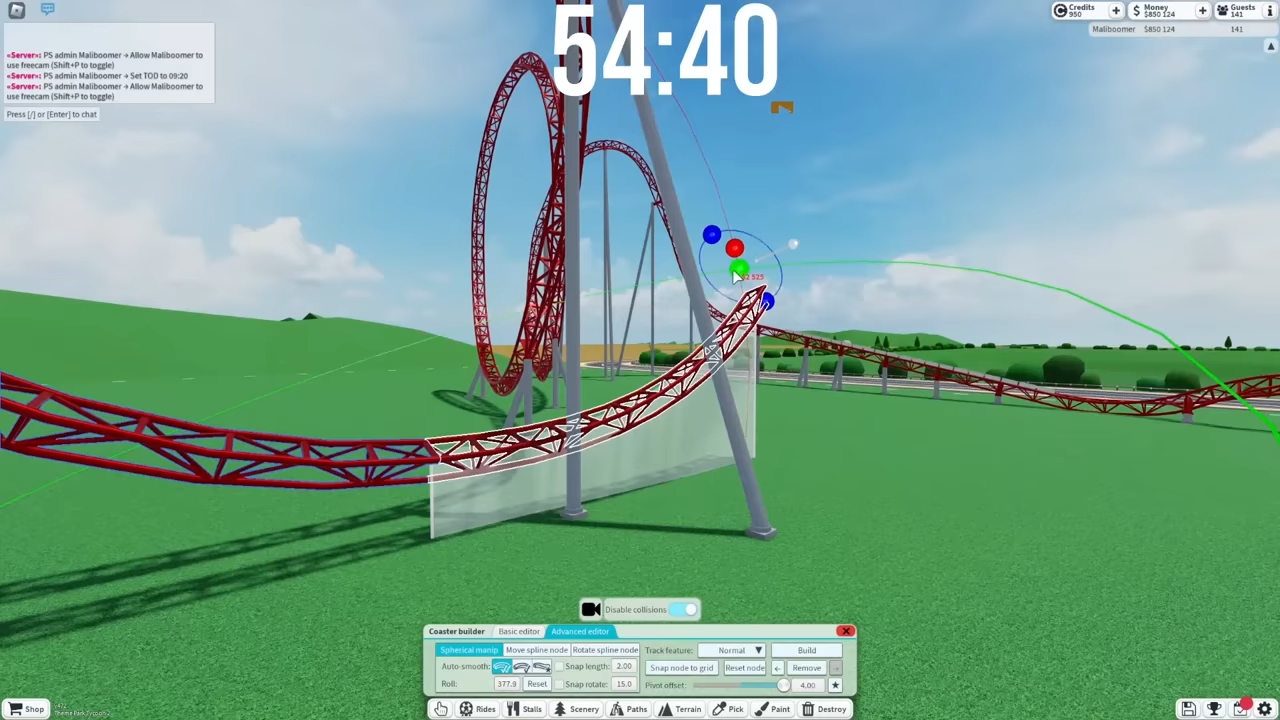 54:40
Credits
950
Money
$850 124
Guests
141
Maliboomer $850 124 141
«Server»: PS admin Maliboomer → Allow Maliboomer to
use freecam (Shift+P to toggle)
«Server»: PS admin Maliboomer → Set TOD to 09:20
«Server»: PS admin Maliboomer → Allow Maliboomer to
use freecam (Shift+P to toggle)
Press [/] or [Enter] to chat
Disable collisions
Coaster builder Basic editor Advanced editor
Spherical manip Move spline node Rotate spline node Track feature: Normal Build
Auto-smooth: Snap length: 2.00 Snap node to grid Reset node Remove
Roll: 377.9 Reset Snap rotate: 15.0 Pivot offset: 4.00
Shop
Theme Park Tycoon 2
Rides Stalls Scenery Paths Terrain Pick Paint Destroy